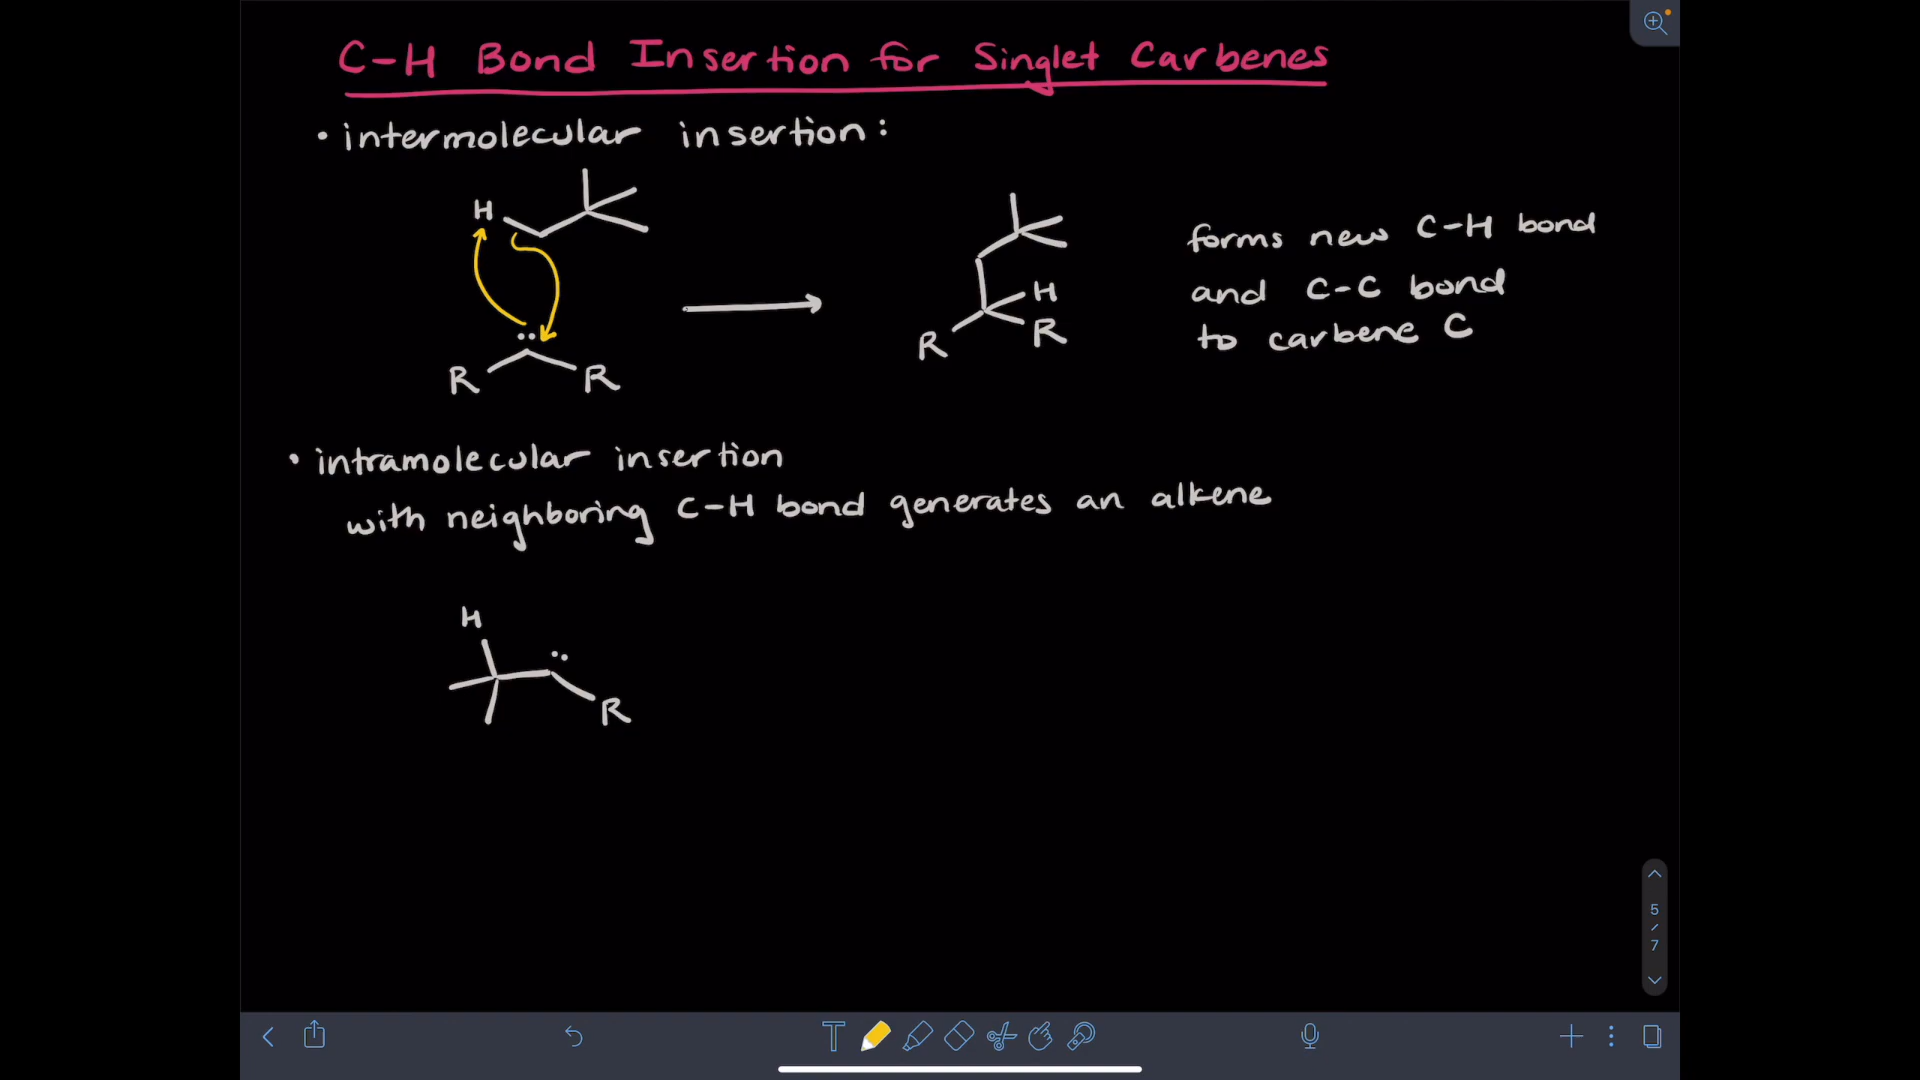 C-H Bond Insertion for Singlet Carbenes
• intermolecular insertion:
H
R
R
H
R
R
forms new C-H bond
and C-C bond
to carbene C
• intramolecular insertion
with neighboring C-H bond generates an alkene
H
R
5
/
7
T